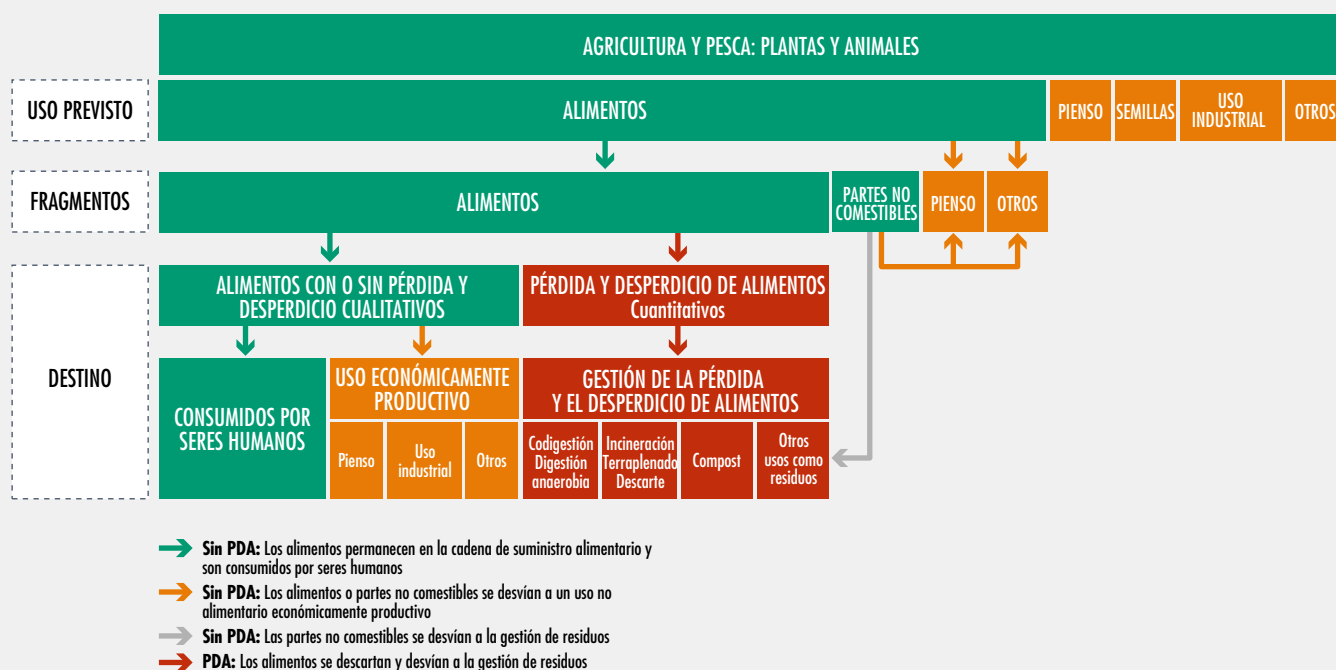 AGRICULTURA Y PESCA: PLANTAS Y ANIMALES
USO PREVISTO
ALIMENTOS
PIENSO
SEMILLAS
USO
INDUSTRIAL
OTROS
FRAGMENTOS
ALIMENTOS
PARTES NO
COMESTIBLES
PIENSO
OTROS
DESTINO
ALIMENTOS CON O SIN PÉRDIDA Y
DESPERDICIO CUALITATIVOS
PÉRDIDA Y DESPERDICIO DE ALIMENTOS
Cuantitativos
CONSUMIDOS POR
SERES HUMANOS
USO ECONÓMICAMENTE
PRODUCTIVO
Pienso
Uso
industrial
Otros
GESTIÓN DE LA PÉRDIDA
Y EL DESPERDICIO DE ALIMENTOS
Codigestión
Digestión
anaerobia
Incineración
Terraplenado
Descarte
Compost
Otros
usos como
residuos
Sin PDA: Los alimentos permanecen en la cadena de suministro alimentario y
son consumidos por seres humanos
Sin PDA: Los alimentos o partes no comestibles se desvían a un uso no
alimentario económicamente productivo
Sin PDA: Las partes no comestibles se desvían a la gestión de residuos
PDA: Los alimentos se descartan y desvían a la gestión de residuos